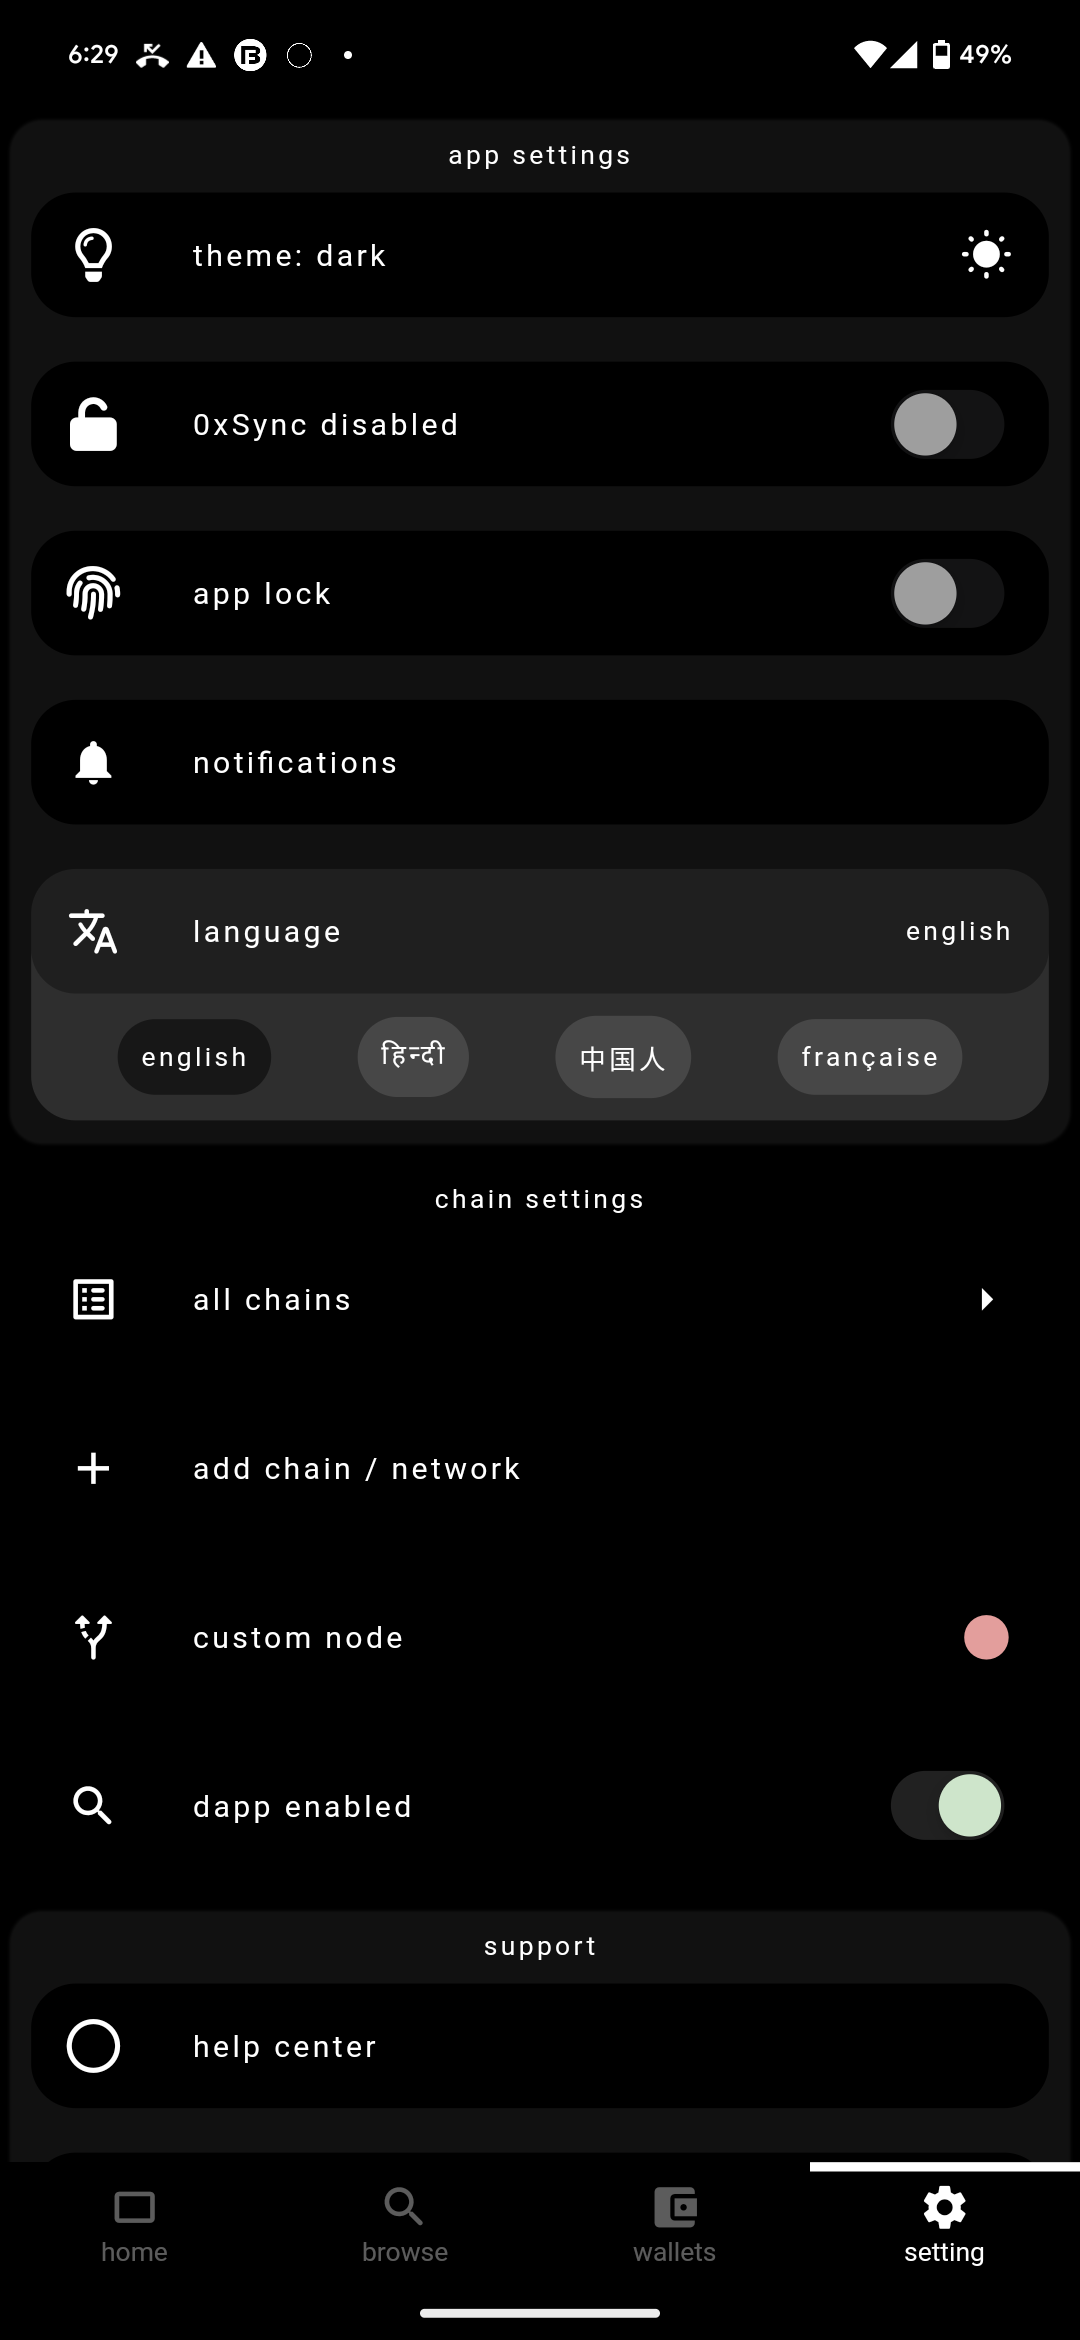 6:29 49%
app settings
theme: dark
0xSync disabled
app lock
notifications
language english
english हिन्दी 中国人 française
chain settings
all chains
add chain / network
custom node
dapp enabled
support
help center
home browse wallets setting